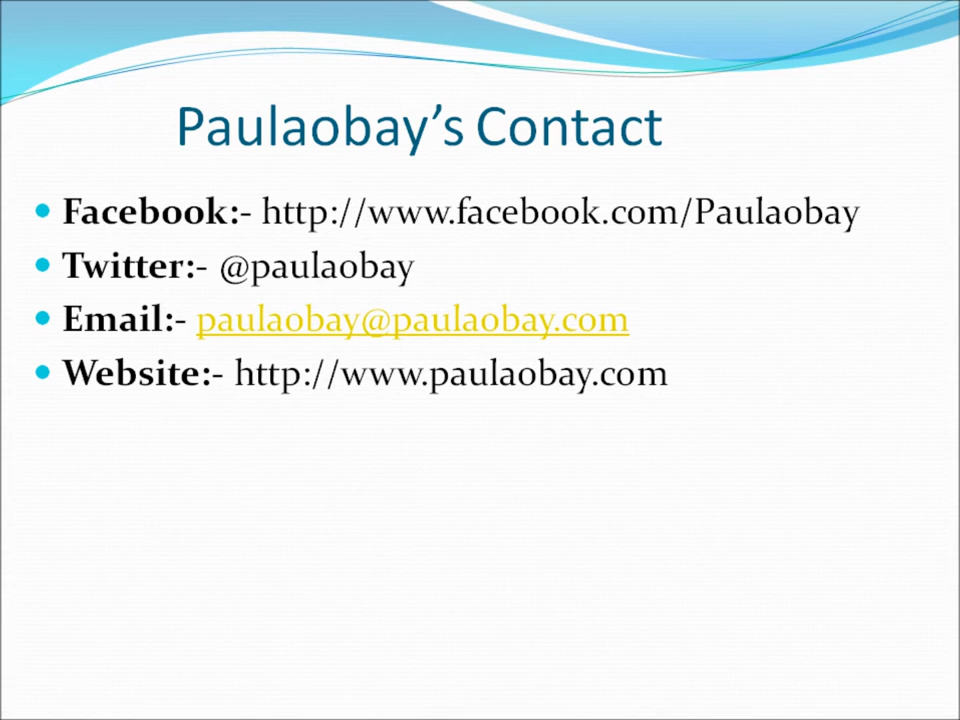 Paulaobay’s Contact
Facebook:- http://www.facebook.com/Paulaobay
Twitter:- @paulaobay
Email:- paulaobay@paulaobay.com
Website:- http://www.paulaobay.com